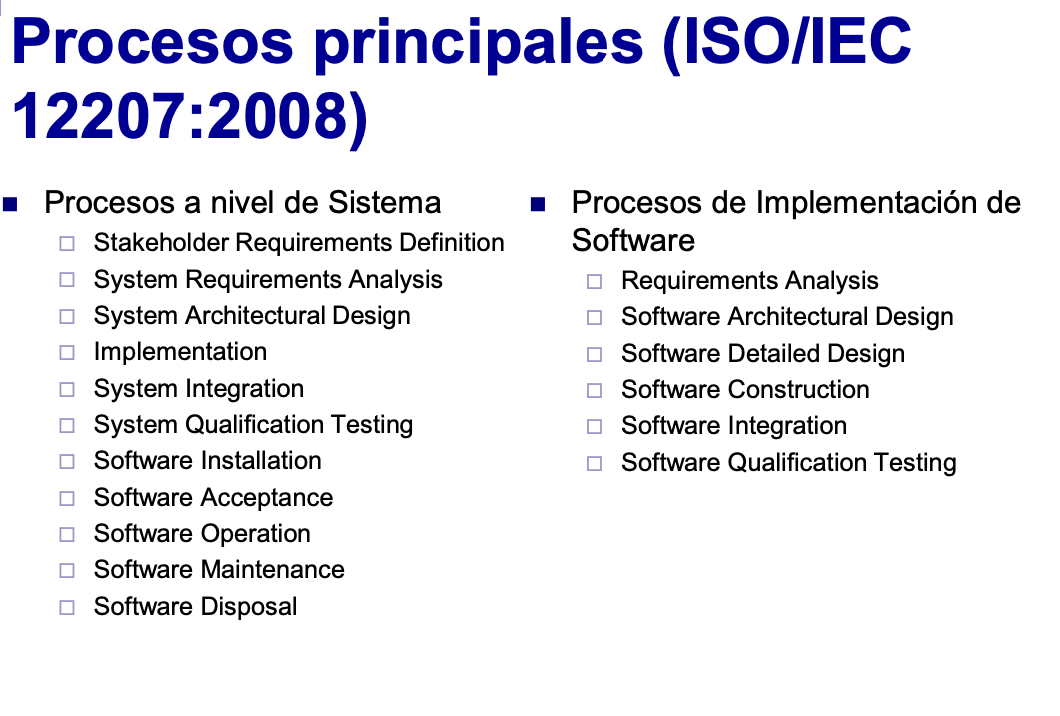 Procesos principales (ISO/IEC
12207:2008)
Procesos a nivel de Sistema
Stakeholder Requirements Definition
System Requirements Analysis
System Architectural Design
Implementation
System Integration
System Qualification Testing
Software Installation
Software Acceptance
Software Operation
Software Maintenance
Software Disposal
Procesos de Implementación de
Software
Requirements Analysis
Software Architectural Design
Software Detailed Design
Software Construction
Software Integration
Software Qualification Testing